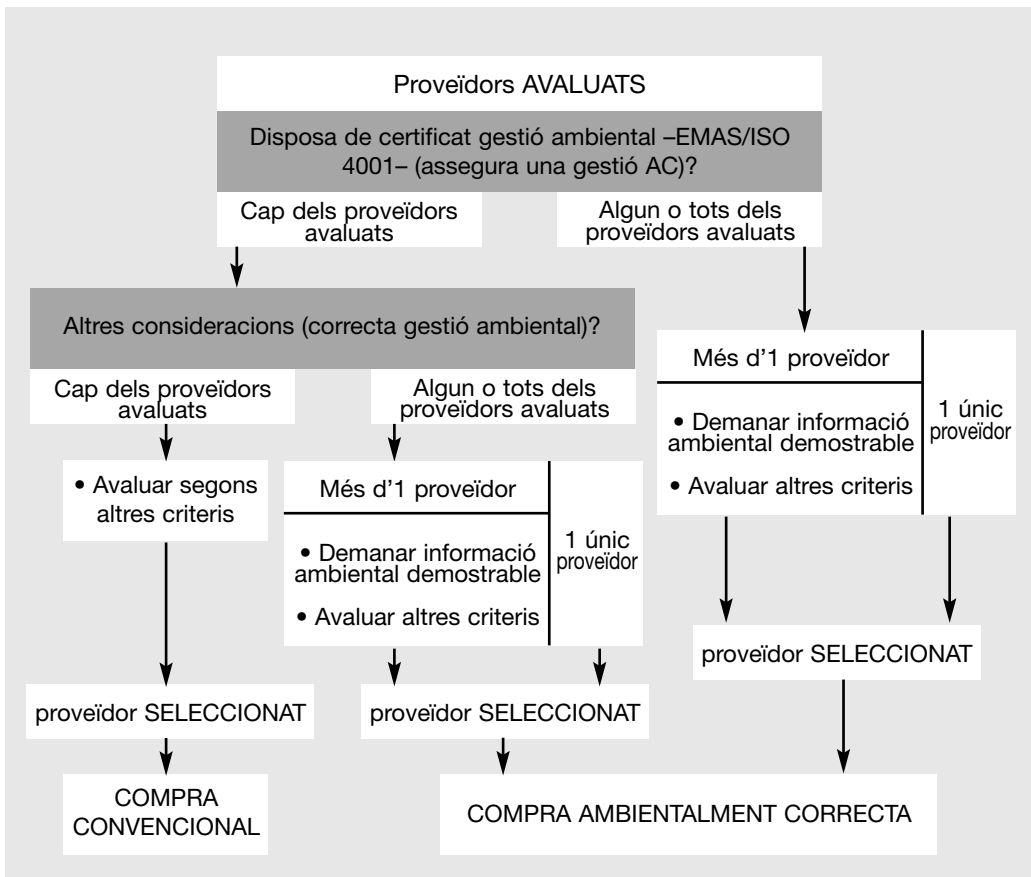 Proveïdors AVALUATS
Disposa de certificat gestió ambiental –EMAS/ISO
4001– (assegura una gestió AC)?
Cap dels proveïdors
avaluats
Algun o tots dels
proveïdors avaluats
Altres consideracions (correcta gestió ambiental)?
Cap dels proveïdors
avaluats
Algun o tots dels
proveïdors avaluats
Més d'1 proveïdor
• Demanar informació
ambiental demostrable
• Avaluar altres criteris
1 únic
proveïdor
• Avaluar segons
altres criteris
Més d'1 proveïdor
• Demanar informació
ambiental demostrable
• Avaluar altres criteris
1 únic
proveïdor
proveïdor SELECCIONAT
proveïdor SELECCIONAT
proveïdor SELECCIONAT
COMPRA
CONVENCIONAL
COMPRA AMBIENTALMENT CORRECTA